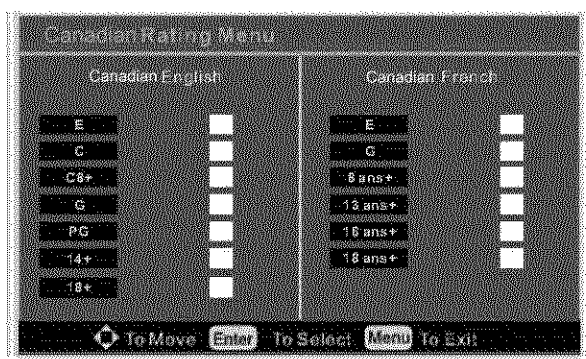 Canadian Rating Menu
Canadian English
E
C
C8+
G
PG
14+
18+
Canadian French
E
G
8 ans+
13 ans+
16 ans+
18 ans+
To Move Enter To Select Menu To Exit